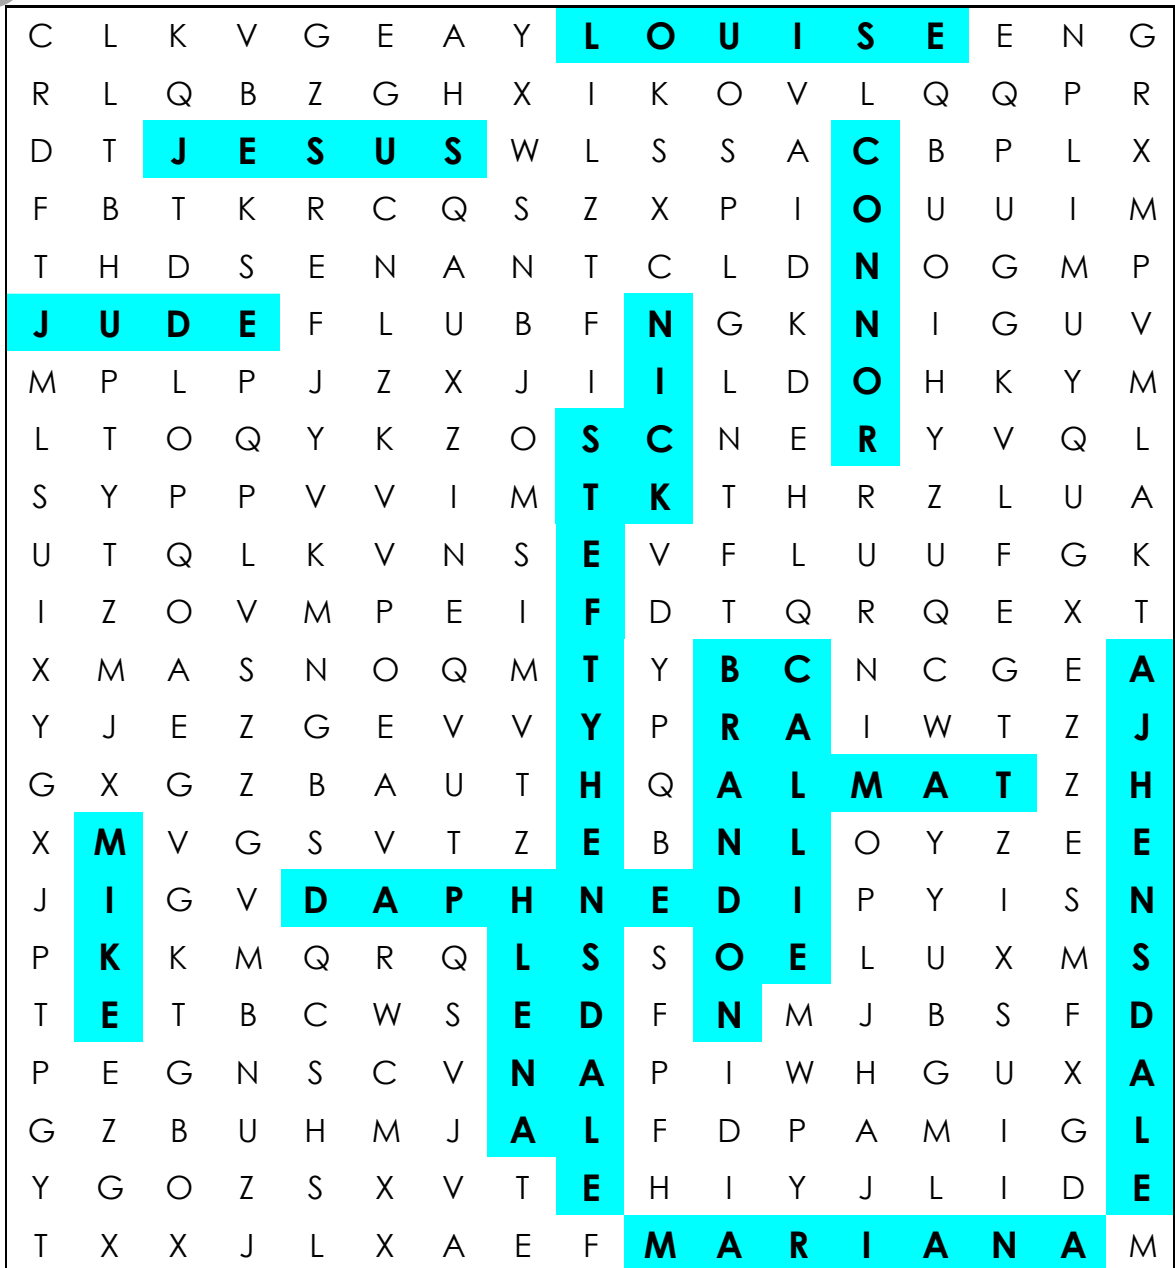 C L K V G E A Y L O U I S E E N G
R L Q B Z G H X I K O V L Q Q P R
D T J E S U S W L S S A C B P L X
F B T K R C Q S Z X P I O U U I M
T H D S E N A N T C L D N O G M P
J U D E F L U B F N G K N I G U V
M P L P J Z X J I I L D O H K Y M
L T O Q Y K Z O S C N E R Y V Q L
S Y P P V V I M T K T H R Z L U A
U T Q L K V N S E V F L U U F G K
I Z O V M P E I F D T Q R Q E X T
X M A S N O Q M T Y B C N C G E A
Y J E Z G E V V Y P R A I W T Z J
G X G Z B A U T H Q A L M A T Z H
X M V G S V T Z E B N L O Y Z E E
J I G V D A P H N E D I P Y I S N
P K K M Q R Q L S S O E L U X M S
T E T B C W S E D F N M J B S F D
P E G N S C V N A P I W H G U X A
G Z B U H M J A L F D P A M I G L
Y G O Z S X V T E H I Y J L I D E
T X X J L X A E F M A R I A N A M